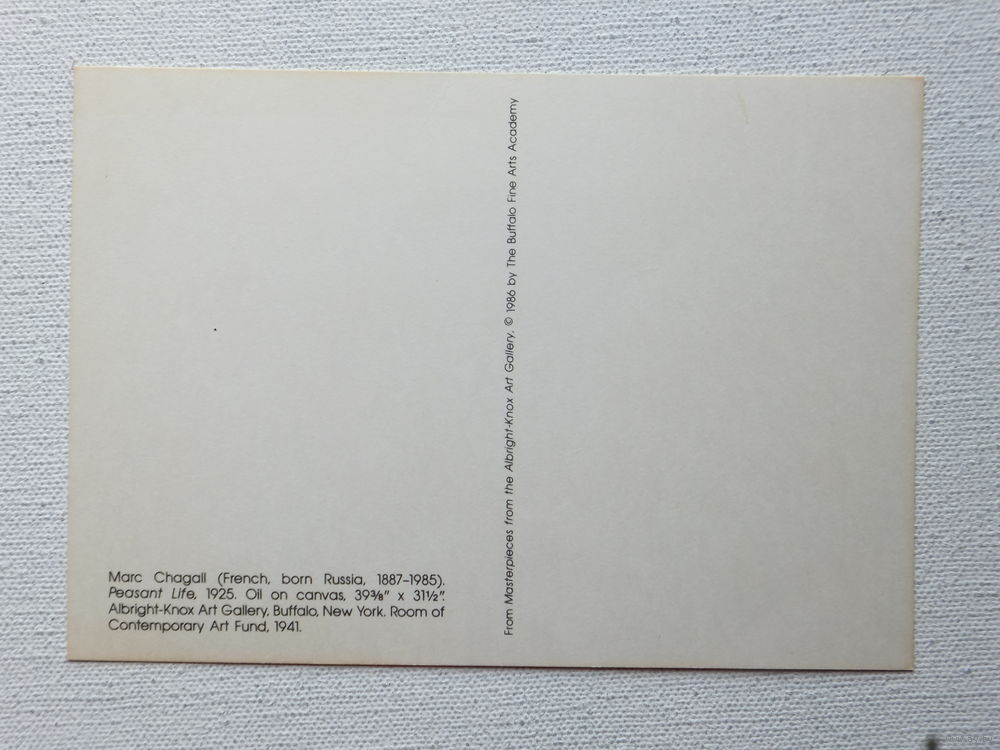 Marc Chagall (French, born Russia, 1887–1985).
Peasant Life, 1925. Oil on canvas, 39⅜" x 31½".
Albright-Knox Art Gallery, Buffalo, New York. Room of
Contemporary Art Fund, 1941.
From Masterpieces from the Albright-Knox Art Gallery, © 1986 by The Buffalo Fine Arts Academy